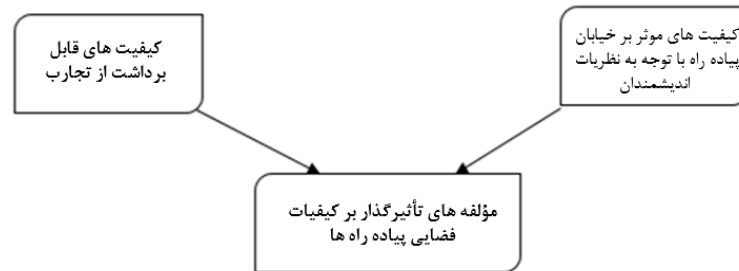 کیفیت های موثر بر خیابان
پیاده راه با توجه به نظریات
اندیشمندان
کیفیت های قابل
برداشت از تجارب
مؤلفه های تأثیرگذار بر کیفیات
فضایی پیاده راه ها